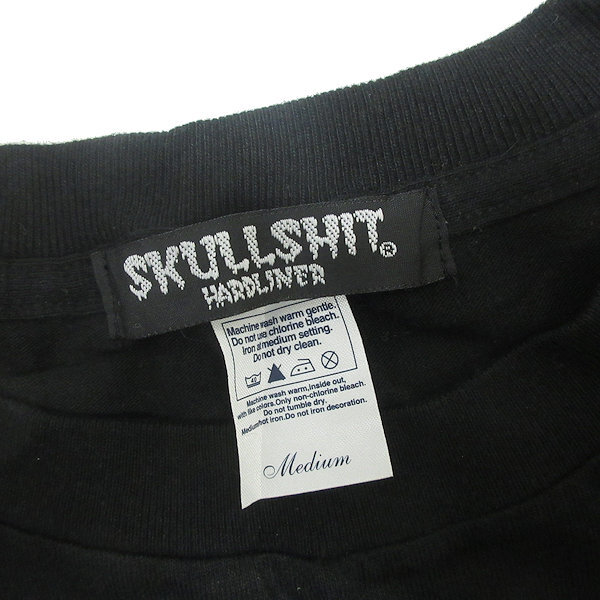 SKULLSHIT®
HARDLINER
Machine wash warm gentle.
Do not use chlorine bleach.
Iron at medium setting.
Do not dry clean.
40
Machine wash warm,inside out,
with like colors.Only non-chlorine bleach.
Do not tumble dry.
Medium hot iron.Do not iron decoration.
Medium